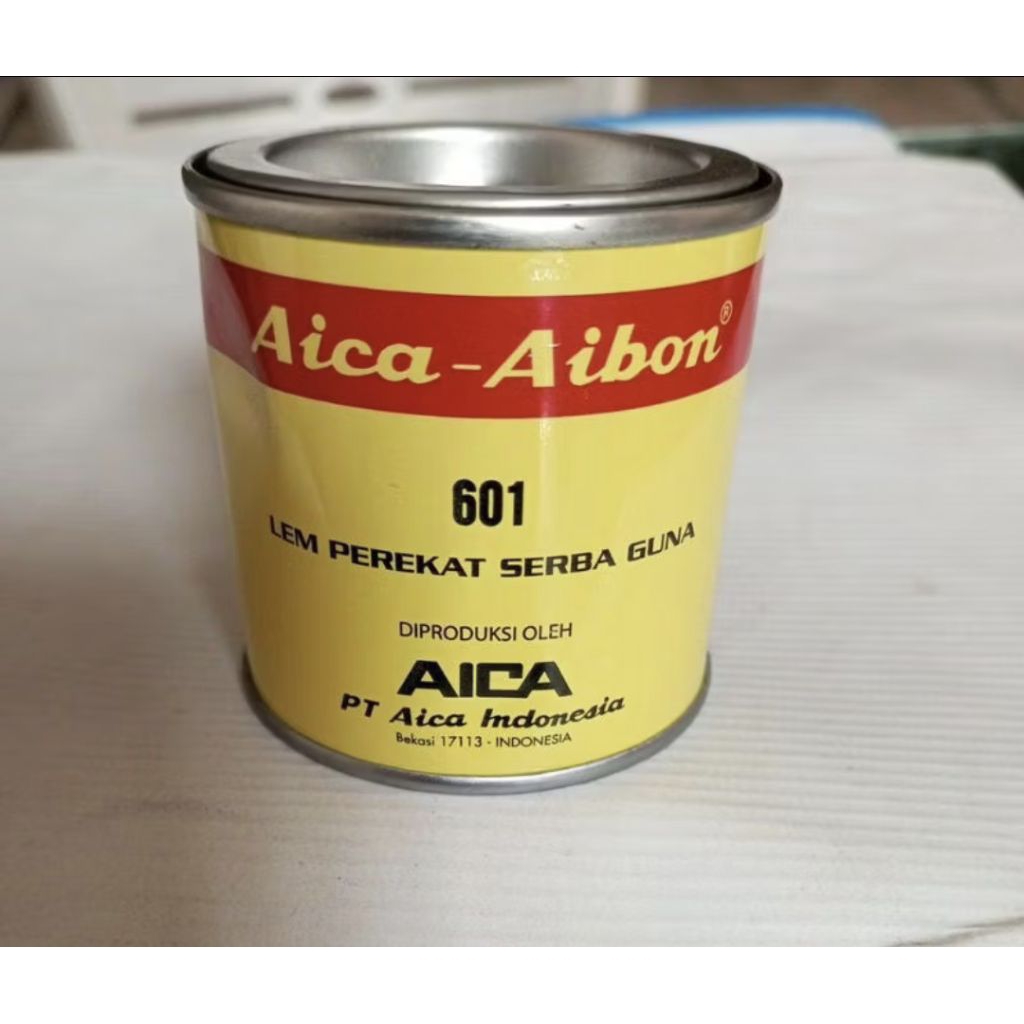 Aica-Aibon®
601
LEM PEREKAT SERBA GUNA
DIPRODUKSI OLEH
AICA
PT Aica Indonesia
Bekasi 17113 - INDONESIA